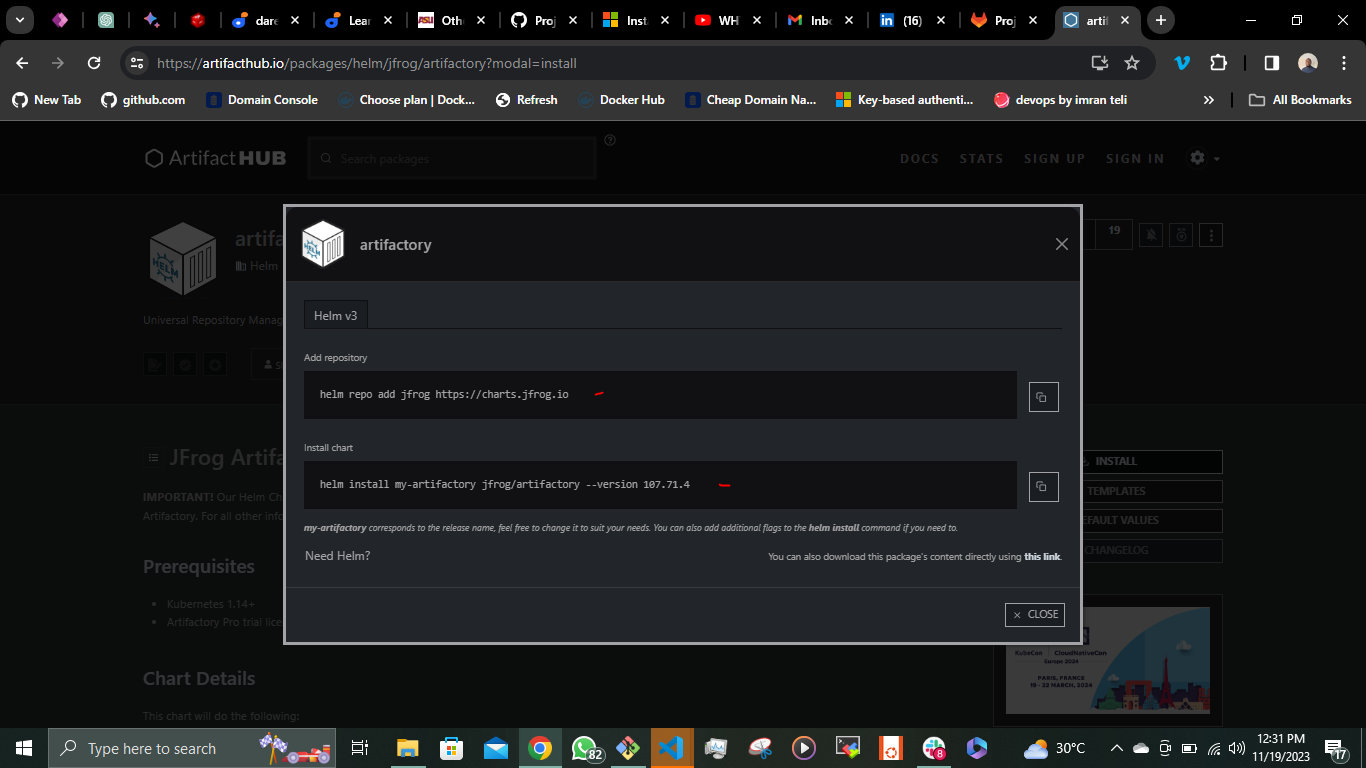 dare
Lear
Oth
Proj
Insta
WH
Inb
(16)
Proj
artif
https://artifacthub.io/packages/helm/jfrog/artifactory?modal=install
New Tab
github.com
Domain Console
Choose plan | Dock...
Refresh
Docker Hub
Cheap Domain Na...
Key-based authenti...
devops by imran teli
»
All Bookmarks
Artifact HUB
Search packages
DOCS
STATS
SIGN UP
SIGN IN
artifa
Helm
19
Universal Repository Manag
artifactory
Helm v3
Add repository
helm repo add jfrog https://charts.jfrog.io
Install chart
helm install my-artifactory jfrog/artifactory --version 107.71.4
my-artifactory corresponds to the release name, feel free to change it to suit your needs. You can also add additional flags to the helm install command if you need to.
Need Helm?
You can also download this package's content directly using this link.
CLOSE
JFrog Artifa
IMPORTANT! Our Helm Ch
Artifactory. For all other info
INSTALL
TEMPLATES
EFAULT VALUES
CHANGELOG
Prerequisites
Kubernetes 1.14+
Artifactory Pro trial lice
Chart Details
This chart will do the following:
HELM
KubeCon | CloudNativeCon
Europe 2024
PARIS, FRANCE
19 - 22 MARCH, 2024
Type here to search
82
8
30°C
12:31 PM
11/19/2023
17